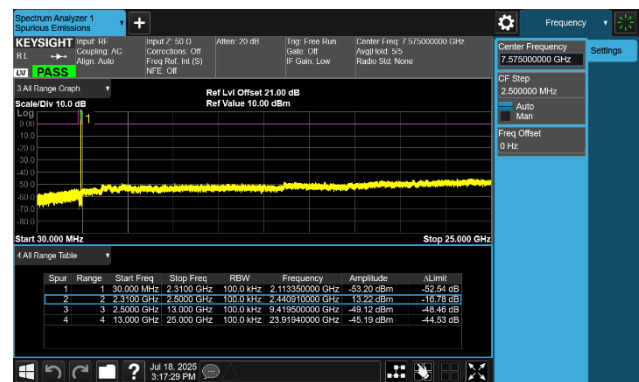 Spectrum Analyzer 1
Spurious Emissions
Frequency
KEYSIGHT
Input: RF
Input Z: 50 Ω
Atten: 20 dB
Trig: Free Run
Center Freq: 7.575000000 GHz
RL
Coupling: AC
Corrections: Off
Gate: Off
Avg|Hold: 5/5
Align: Auto
Freq Ref: Int (S)
IF Gain: Low
Radio Std: None
LXI
PASS
NFE: Off
Center Frequency
7.575000000 GHz
Settings
CF Step
2.500000 MHz
Auto
Man
Freq Offset
0 Hz
3 All Range Graph
Ref Lvl Offset 21.00 dB
Scale/Div 10.0 dB
Ref Value 10.00 dBm
Log
1
0.00
-10.0
-20.0
-30.0
-40.0
-50.0
-60.0
-70.0
-80.0
Start 30.000 MHz
Stop 25.000 GHz
4 All Range Table
Spur Range Start Freq Stop Freq RBW Frequency Amplitude ΔLimit
1 1 30.000 MHz 2.3100 GHz 100.0 kHz 2.113350000 GHz -53.20 dBm -52.54 dB
2 2 2.3100 GHz 2.5000 GHz 100.0 kHz 2.440910000 GHz 13.22 dBm -16.78 dB
3 3 2.5000 GHz 13.000 GHz 100.0 kHz 9.419500000 GHz -49.12 dBm -48.46 dB
4 4 13.000 GHz 25.000 GHz 100.0 kHz 23.91940000 GHz -45.19 dBm -44.53 dB
Jul 18, 2025
3:17:29 PM